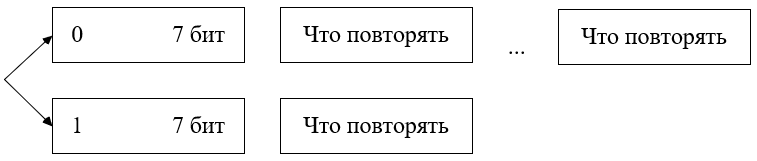 0 7 бит Что повторять ... Что повторять
1 7 бит Что повторять